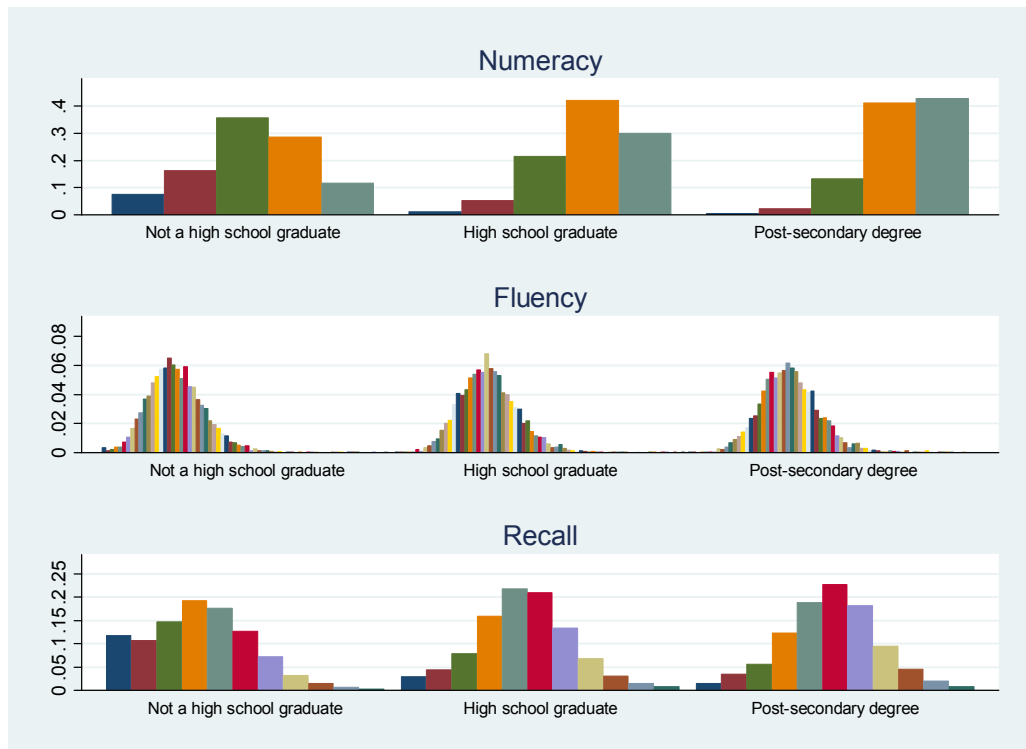 Numeracy
0 .1 .2 .3 .4
Not a high school graduate High school graduate Post-secondary degree
Fluency
0 .02.04.06.08
Not a high school graduate High school graduate Post-secondary degree
Recall
0 .05.1 .15.2 .25
Not a high school graduate High school graduate Post-secondary degree